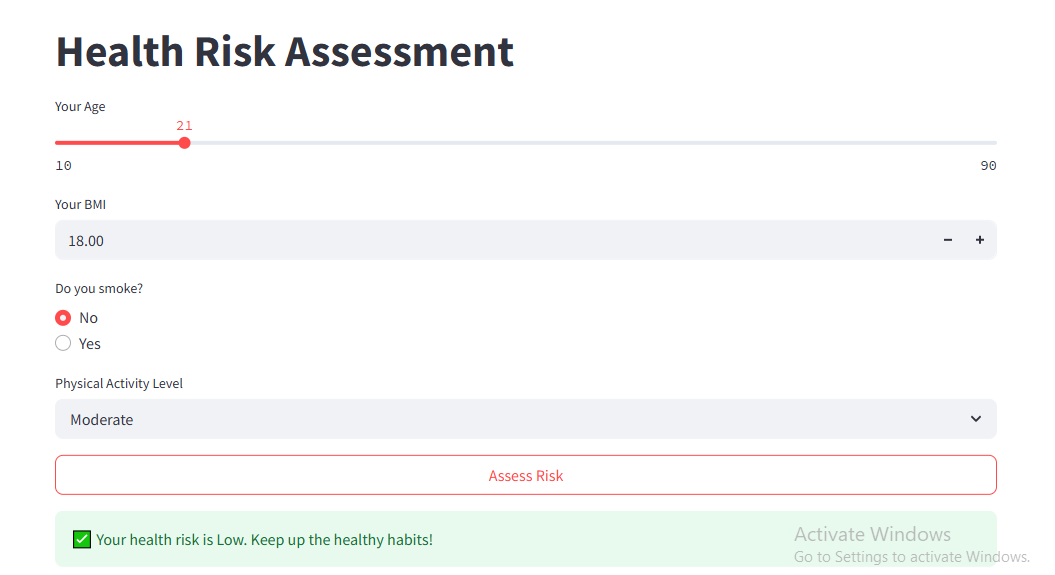 Health Risk Assessment
Your Age
21
10 90
Your BMI
18.00 − +
Do you smoke?
No
Yes
Physical Activity Level
Moderate
Assess Risk
✅ Your health risk is Low. Keep up the healthy habits!
Activate Windows
Go to Settings to activate Windows.